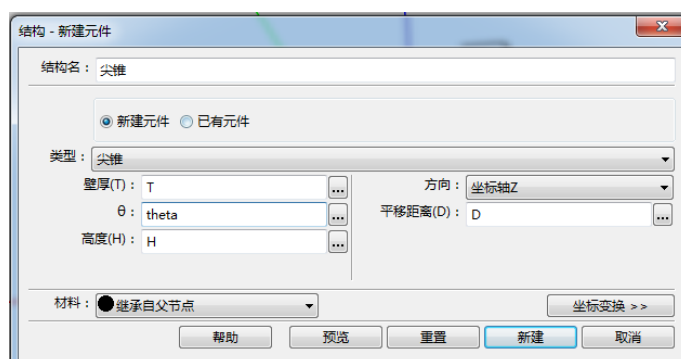 结构 - 新建元件
结构名： 尖锥
新建元件 已有元件
类型： 尖锥
壁厚(T)： T ... 方向： 坐标轴Z
θ： theta ... 平移距离(D)： D ...
高度(H)： H ...
材料： 继承自父节点 坐标变换 >>
帮助 预览 重置 新建 取消